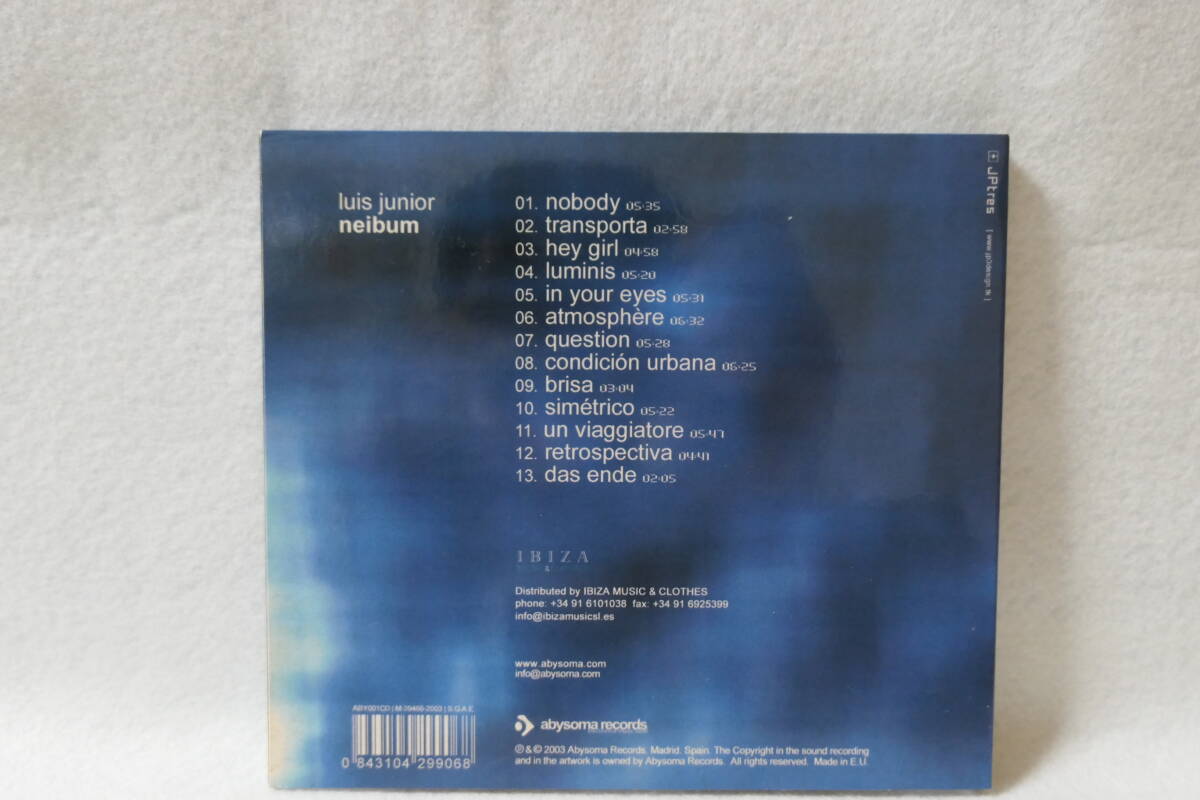 luis junior
neibum
01. nobody 05:35
02. transporta 02:58
03. hey girl 04:58
04. luminis 05:20
05. in your eyes 05:31
06. atmosphère 06:32
07. question 05:28
08. condición urbana 06:25
09. brisa 03:04
10. simétrico 05:22
11. un viaggiatore 05:47
12. retrospectiva 04:41
13. das ende 02:05
JPtres [ www.jp3design.tk ]
IBIZA
&
Distributed by IBIZA MUSIC & CLOTHES
phone: +34 91 6101038 fax: +34 91 6925399
info@ibizamusicsl.es
www.abysoma.com
info@abysoma.com
ABY001CD | M-39466-2003 | S.G.A.E.
0 843104 299068
abysoma records
℗ & © 2003 Abysoma Records. Madrid. Spain. The Copyright in the sound recording
and in the artwork is owned by Abysoma Records. All rights reserved. Made in E.U.